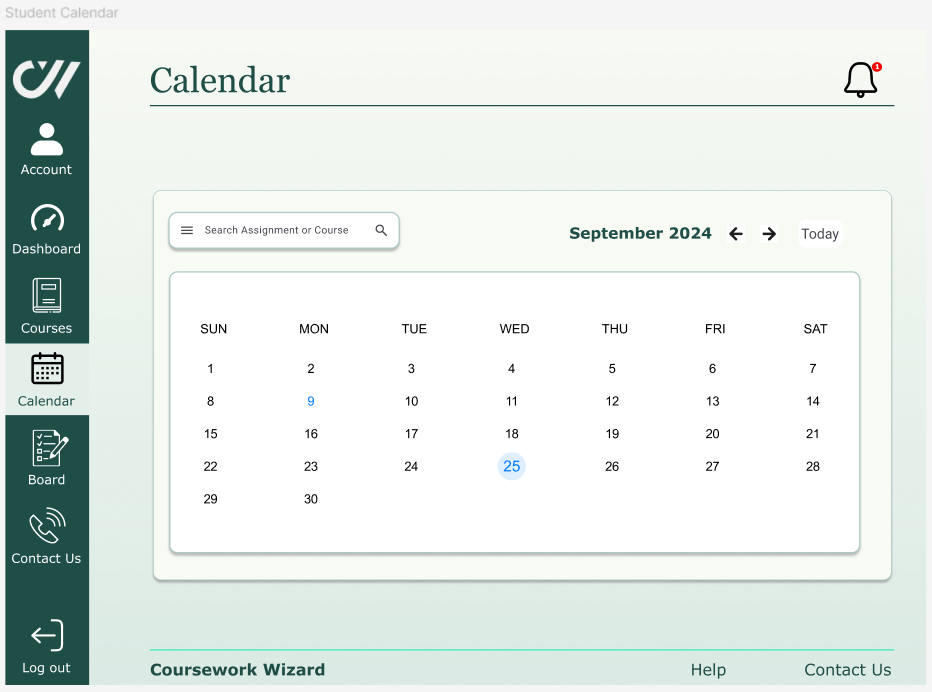 Student Calendar
Calendar
1
Account
Dashboard
Courses
Calendar
Board
Contact Us
Log out
Search Assignment or Course
September 2024
Today
SUN MON TUE WED THU FRI SAT
1 2 3 4 5 6 7
8 9 10 11 12 13 14
15 16 17 18 19 20 21
22 23 24 25 26 27 28
29 30
Coursework Wizard Help Contact Us